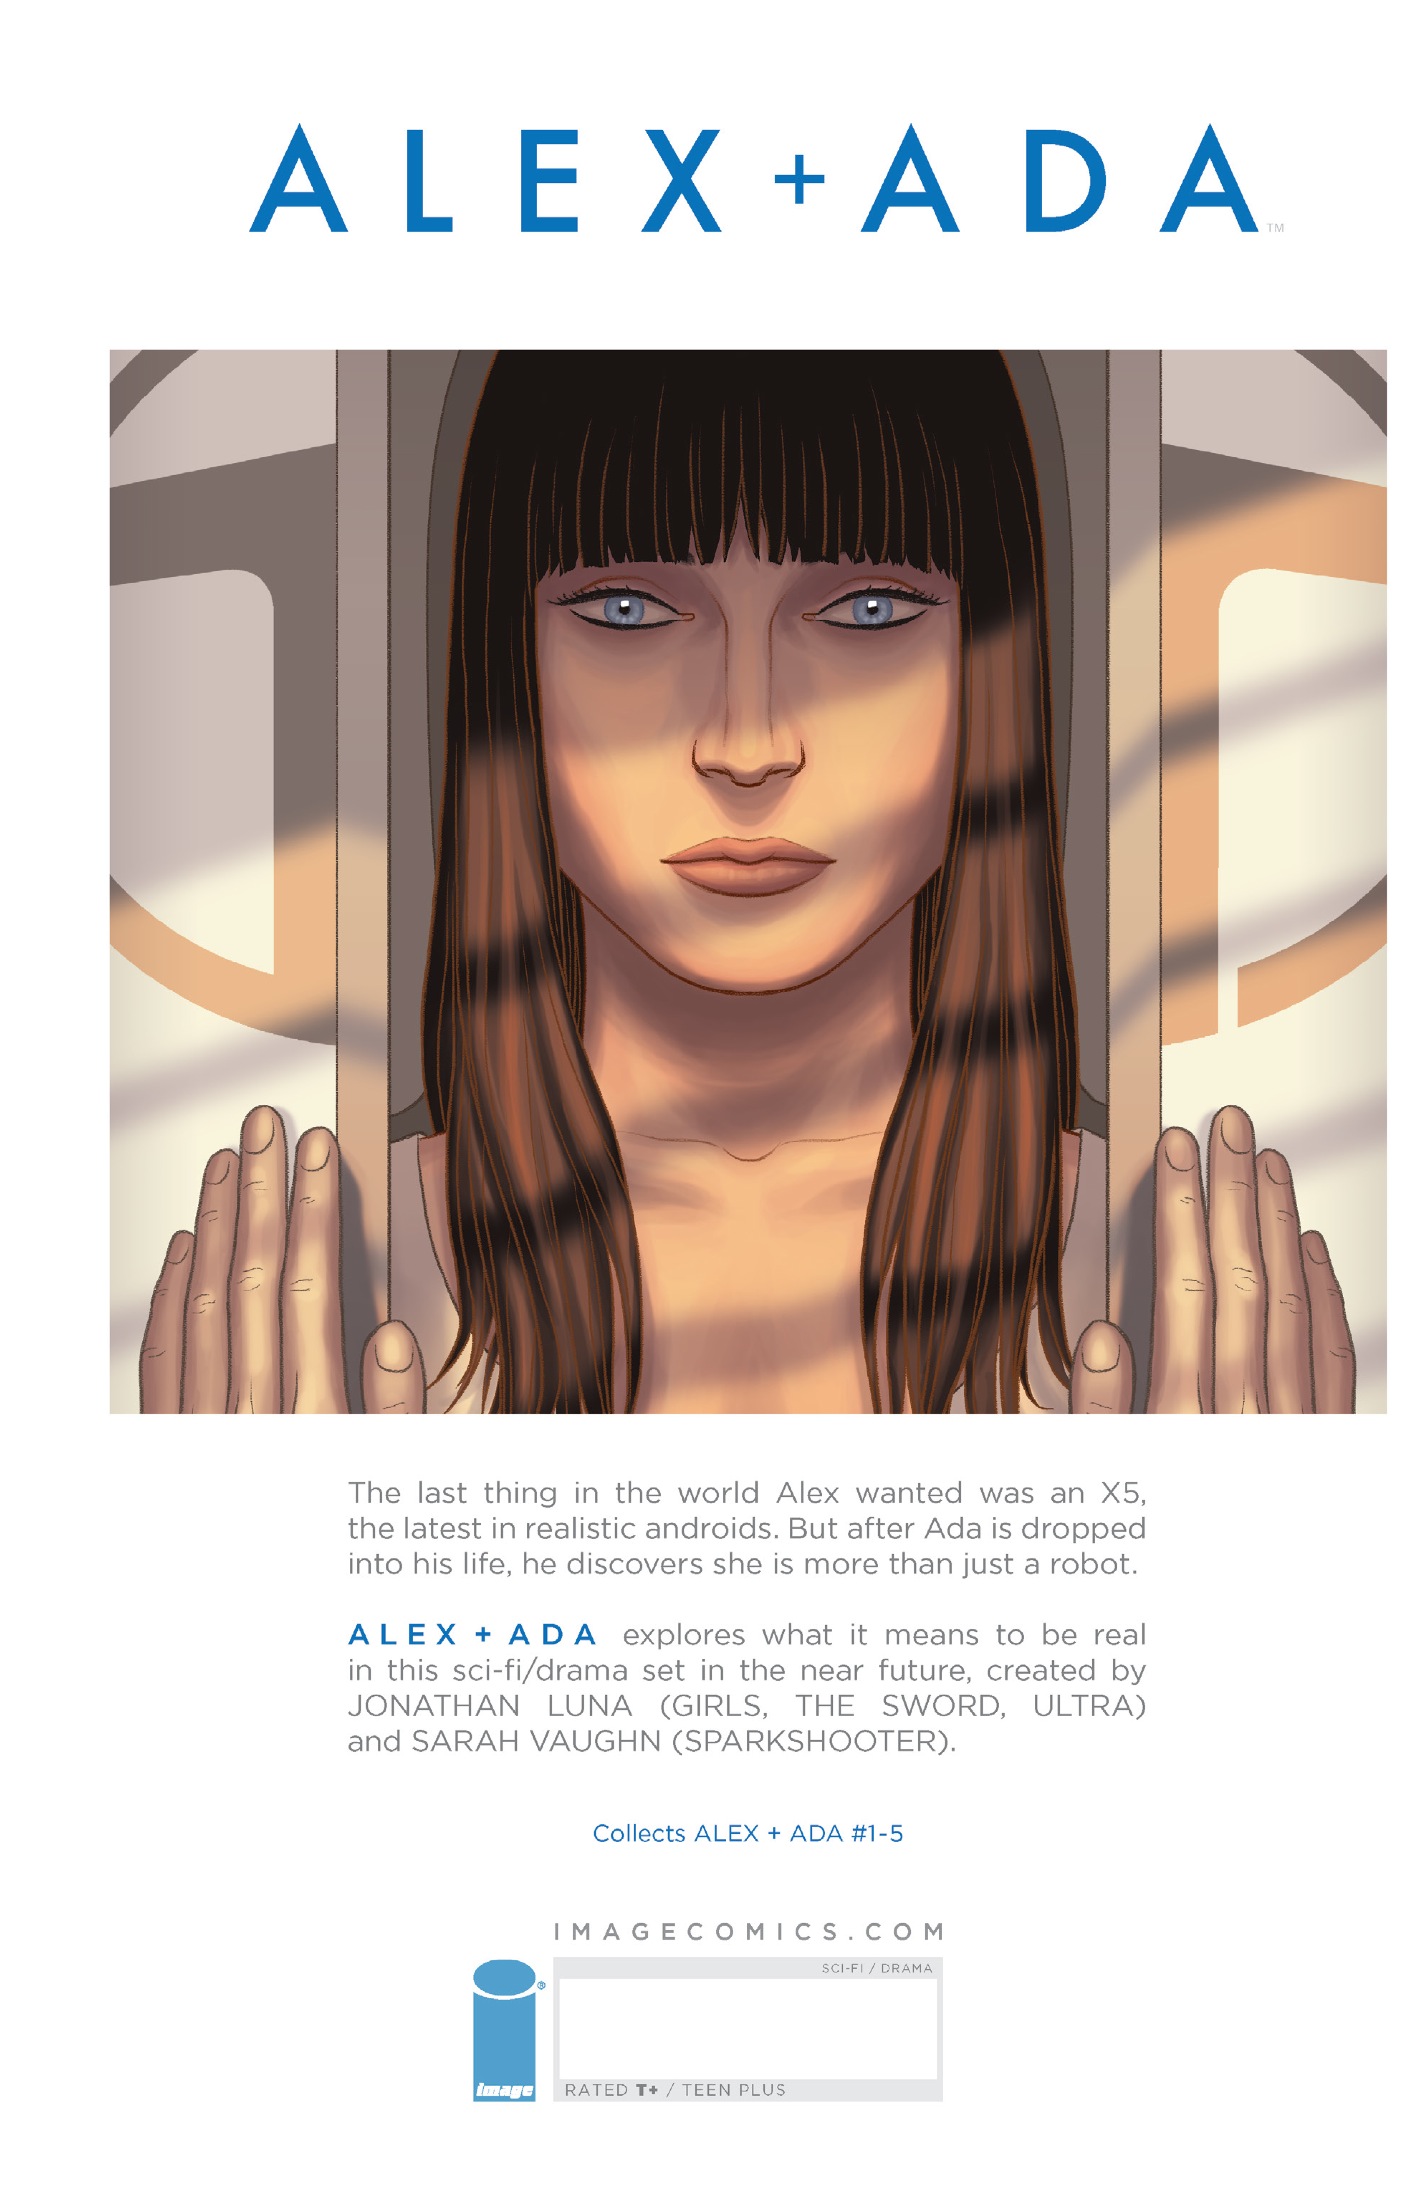 ALEX+ADA™
The last thing in the world Alex wanted was an X5,
the latest in realistic androids. But after Ada is dropped
into his life, he discovers she is more than just a robot.
ALEX + ADA explores what it means to be real
in this sci-fi/drama set in the near future, created by
JONATHAN LUNA (GIRLS, THE SWORD, ULTRA)
and SARAH VAUGHN (SPARKSHOOTER).
Collects ALEX + ADA #1-5
IMAGECOMICS.COM
SCI-FI / DRAMA
®
image
RATED T+ / TEEN PLUS